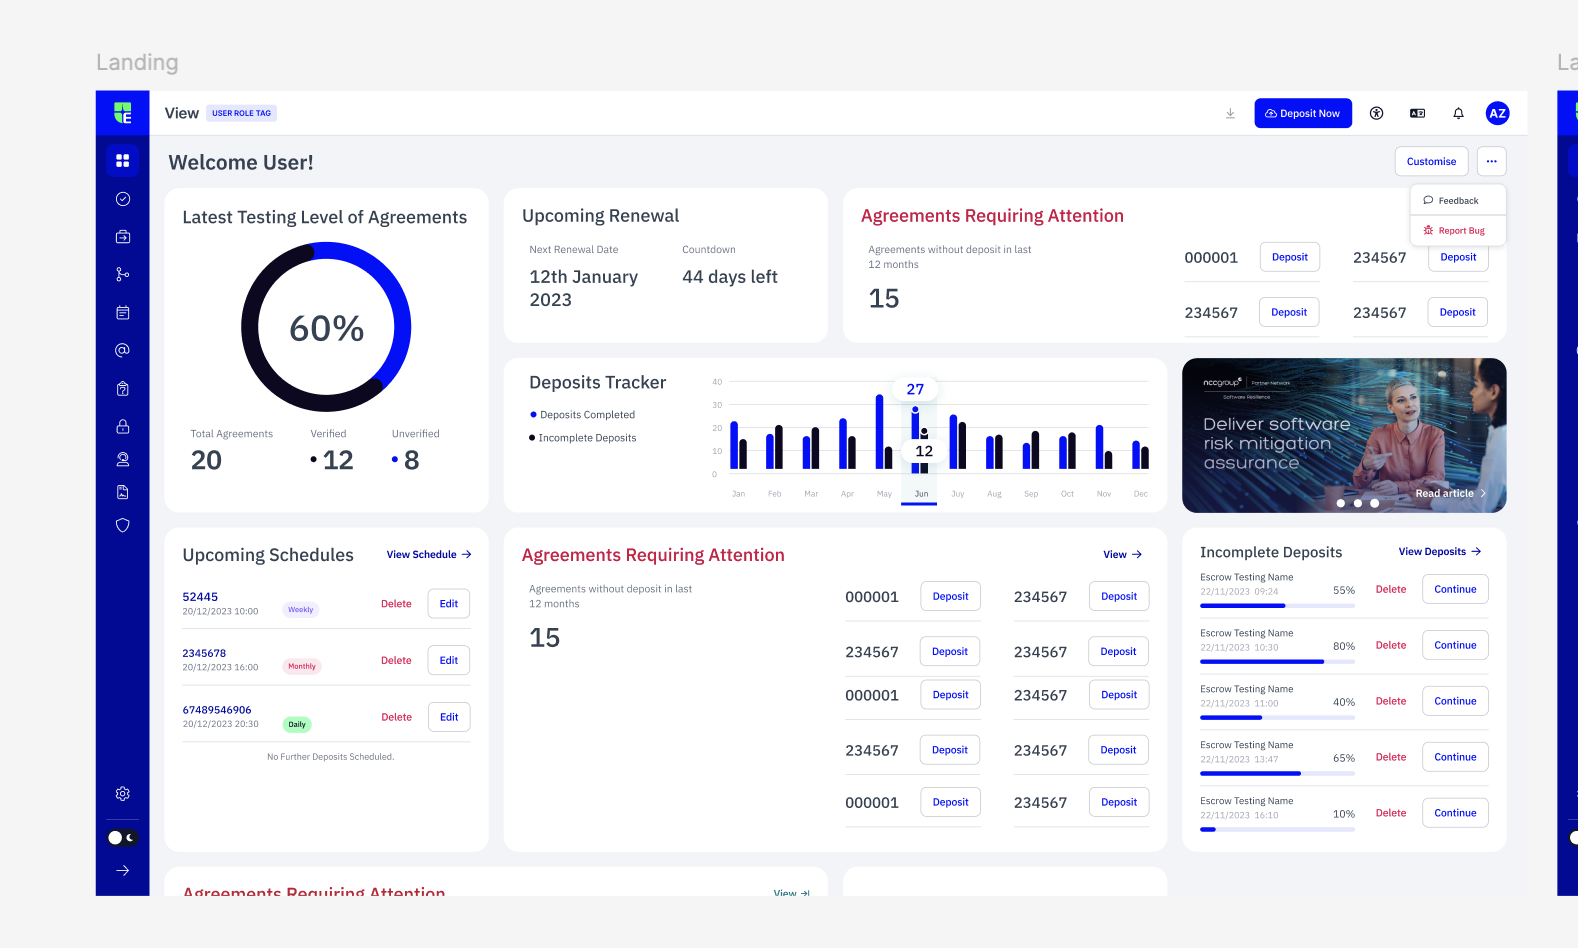 Landing
La
View
USER ROLE TAG
Deposit Now
AZ
Welcome User!
Customise
Feedback
Report Bug
Latest Testing Level of Agreements
60%
Total Agreements
Verified
Unverified
20
12
8
Upcoming Renewal
Next Renewal Date
Countdown
12th January
2023
44 days left
Agreements Requiring Attention
Agreements without deposit in last
12 months
15
000001
Deposit
234567
Deposit
234567
Deposit
234567
Deposit
Deposits Tracker
Deposits Completed
Incomplete Deposits
40
30
20
10
0
27
12
Jan
Feb
Mar
Apr
May
Jun
Juy
Aug
Sep
Oct
Nov
Dec
nccgroup
Partner Network
Software Resilience
Deliver software
risk mitigation
assurance
Read article
Upcoming Schedules
View Schedule
52445
20/12/2023 10:00
Weekly
Delete
Edit
2345678
20/12/2023 16:00
Monthly
Delete
Edit
67489546906
20/12/2023 20:30
Daily
Delete
Edit
No Further Deposits Scheduled.
Agreements Requiring Attention
View
Agreements without deposit in last
12 months
15
000001
Deposit
234567
Deposit
234567
Deposit
234567
Deposit
000001
Deposit
234567
Deposit
234567
Deposit
234567
Deposit
000001
Deposit
234567
Deposit
Incomplete Deposits
View Deposits
Escrow Testing Name
22/11/2023 09:24
55%
Delete
Continue
Escrow Testing Name
22/11/2023 10:30
80%
Delete
Continue
Escrow Testing Name
22/11/2023 11:00
40%
Delete
Continue
Escrow Testing Name
22/11/2023 13:47
65%
Delete
Continue
Escrow Testing Name
22/11/2023 16:10
10%
Delete
Continue
Agreements Requiring Attention
View